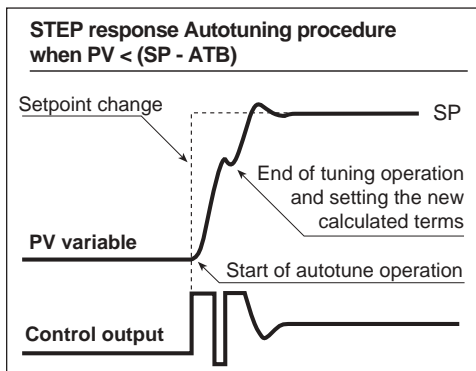 STEP response Autotuning procedure
when PV < (SP - ATB)
Setpoint change
SP
End of tuning operation
and setting the new
calculated terms
PV variable
Start of autotune operation
Control output